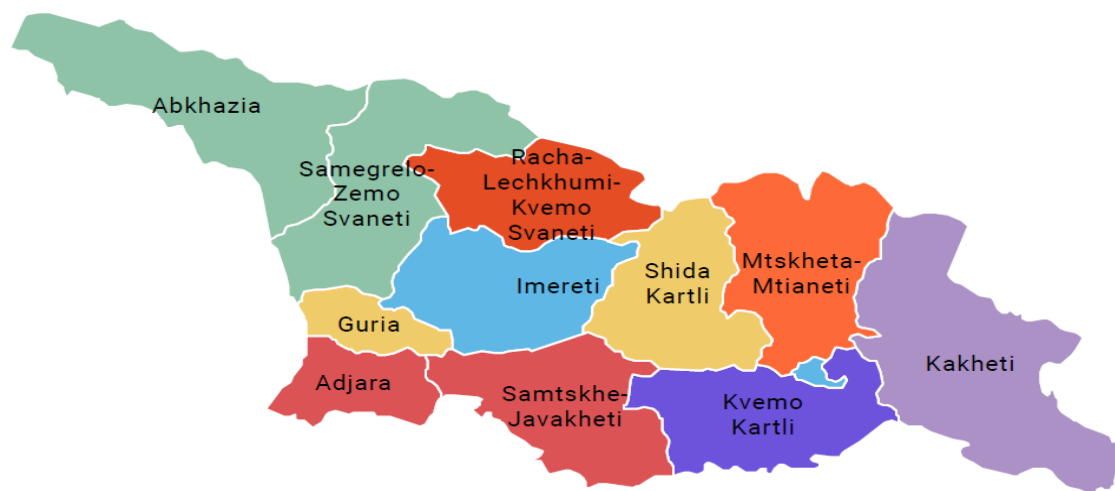 Abkhazia
Samegrelo-
Zemo
Svaneti
Racha-
Lechkhumi-
Kvemo
Svaneti
Imereti
Shida
Kartli
Mtskheta-
Mtianeti
Guria
Adjara
Samtskhe-
Javakheti
Kvemo
Kartli
Kakheti